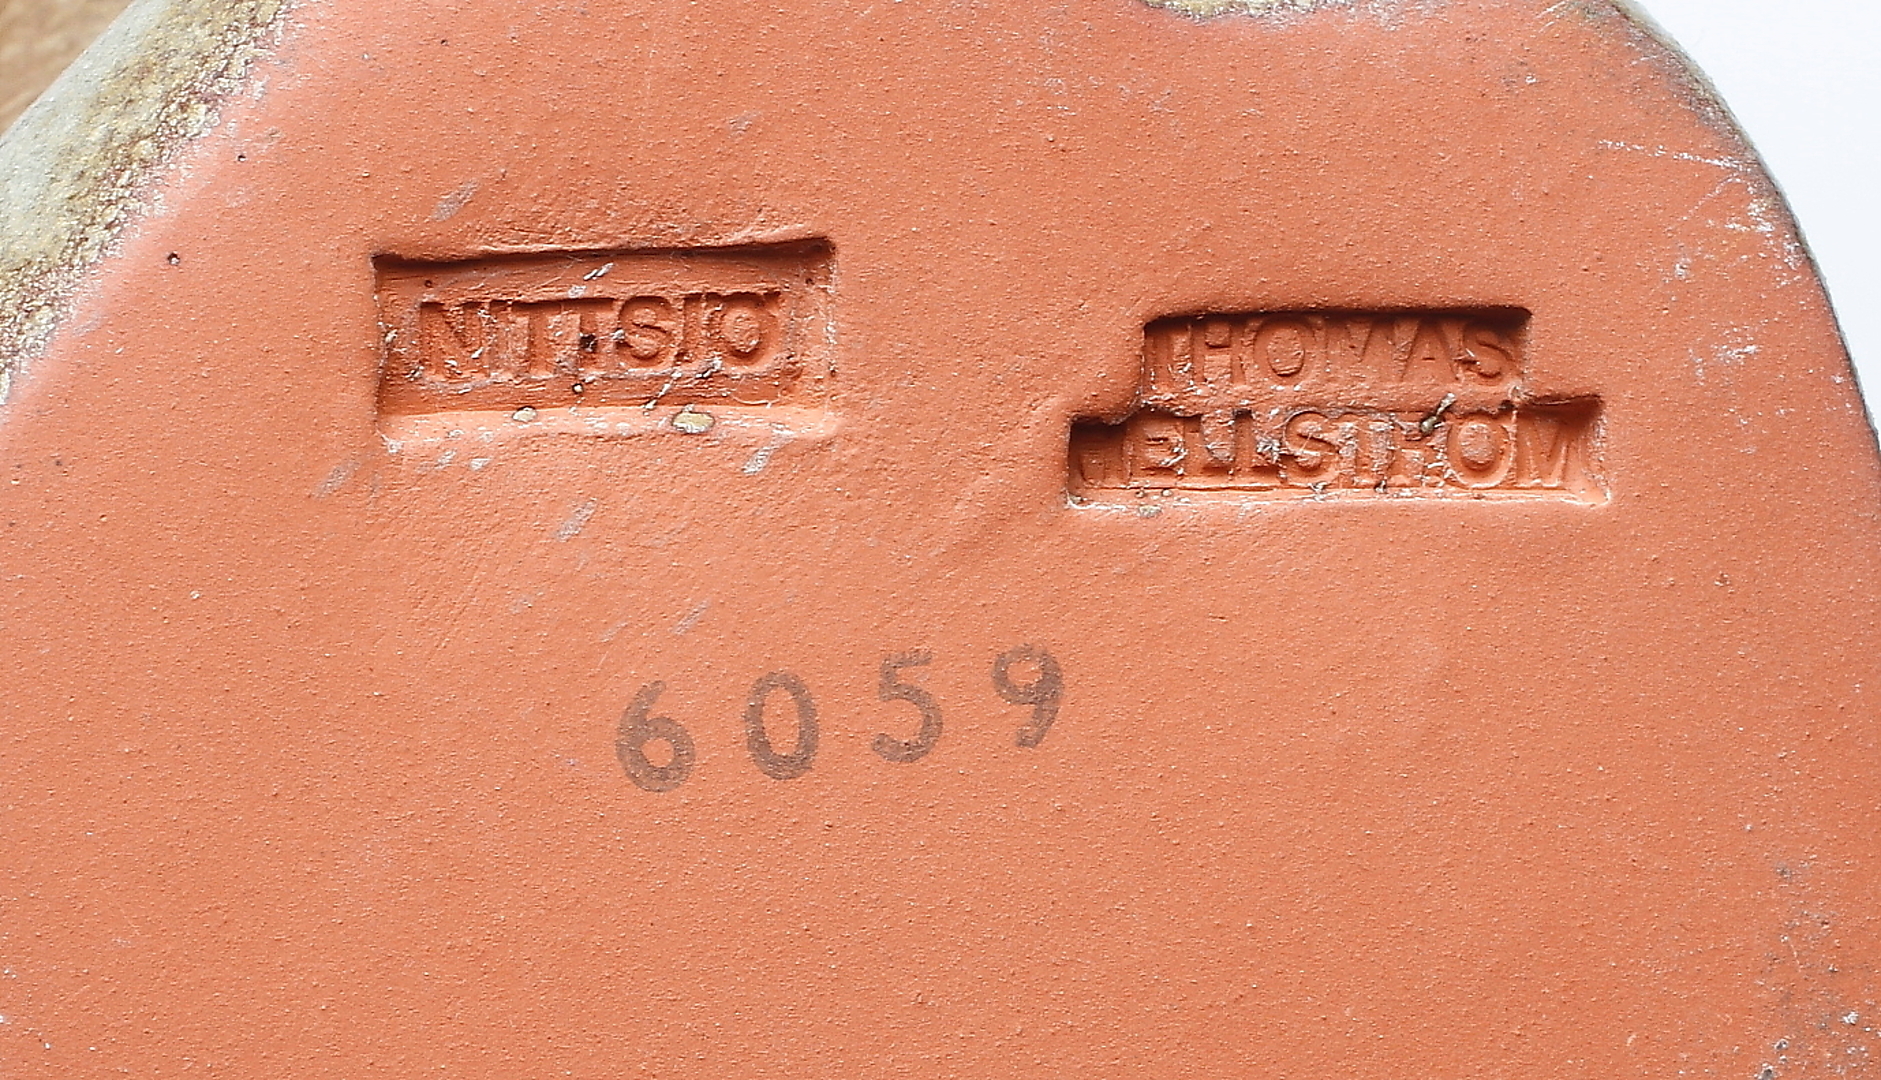 NITTSJÖ
THOMAS
HELLSTRÖM
6059